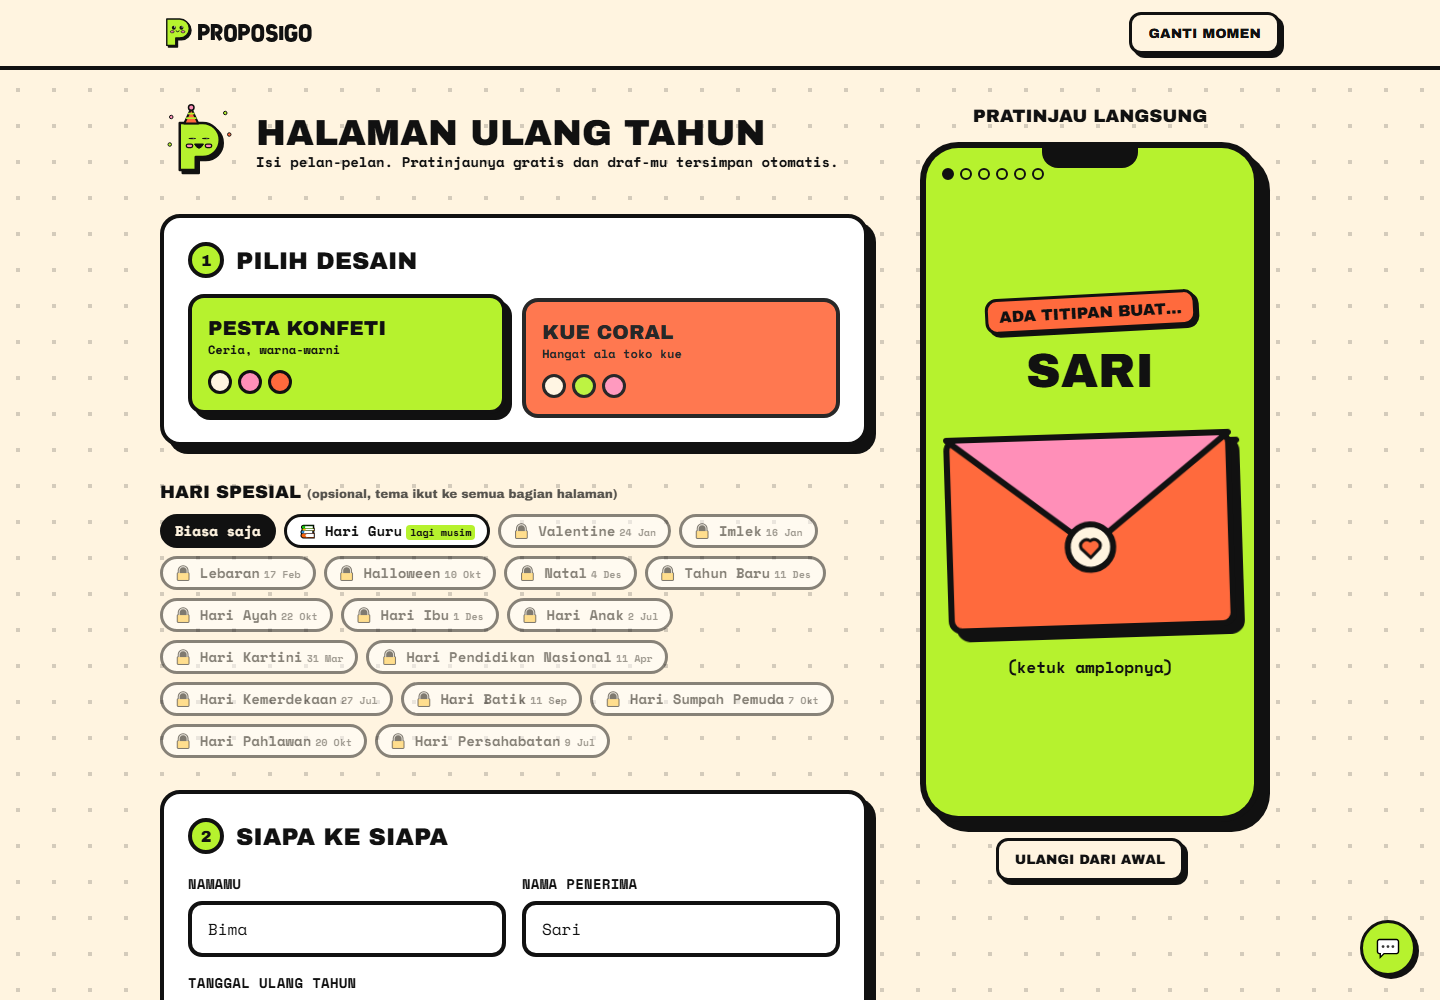 PROPOSIGO
GANTI MOMEN
HALAMAN ULANG TAHUN
Isi pelan-pelan. Pratinjaunya gratis dan draf-mu tersimpan otomatis.
1 PILIH DESAIN
PESTA KONFETI
Ceria, warna-warni
KUE CORAL
Hangat ala toko kue
HARI SPESIAL (opsional, tema ikut ke semua bagian halaman)
Biasa saja
Hari Guru lagi musim
Valentine 24 Jan
Imlek 16 Jan
Lebaran 17 Feb
Halloween 10 Okt
Natal 4 Des
Tahun Baru 11 Des
Hari Ayah 22 Okt
Hari Ibu 1 Des
Hari Anak 2 Jul
Hari Kartini 31 Mar
Hari Pendidikan Nasional 11 Apr
Hari Kemerdekaan 27 Jul
Hari Batik 11 Sep
Hari Sumpah Pemuda 7 Okt
Hari Pahlawan 20 Okt
Hari Persahabatan 9 Jul
2 SIAPA KE SIAPA
NAMAMU
Bima
NAMA PENERIMA
Sari
TANGGAL ULANG TAHUN
PRATINJAU LANGSUNG
ADA TITIPAN BUAT...
SARI
(ketuk amplopnya)
ULANGI DARI AWAL